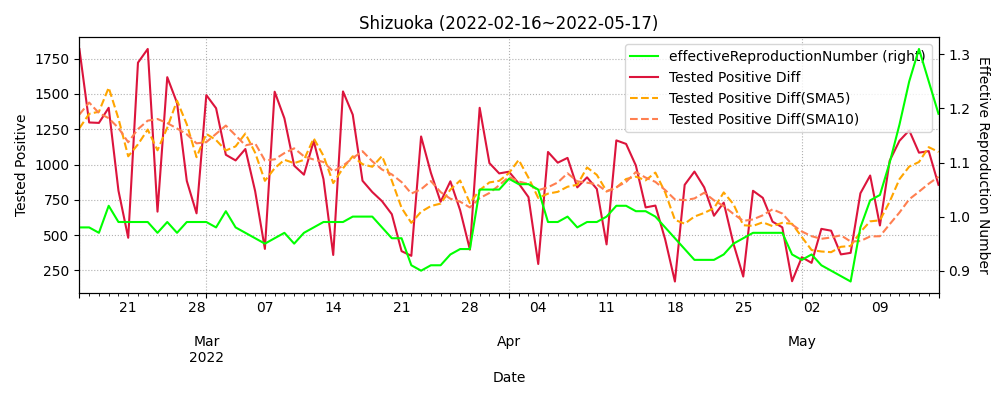 Shizuoka (2022-02-16~2022-05-17)
effectiveReproductionNumber (right)
Tested Positive Diff
Tested Positive Diff(SMA5)
Tested Positive Diff(SMA10)
Tested Positive
1750
1500
1250
1000
750
500
250
1.3
1.2
1.1
1.0
0.9
Effective Reproduction Number
21 28 07 14 21 28 04 11 18 25 02 09
Mar Apr May
2022
Date